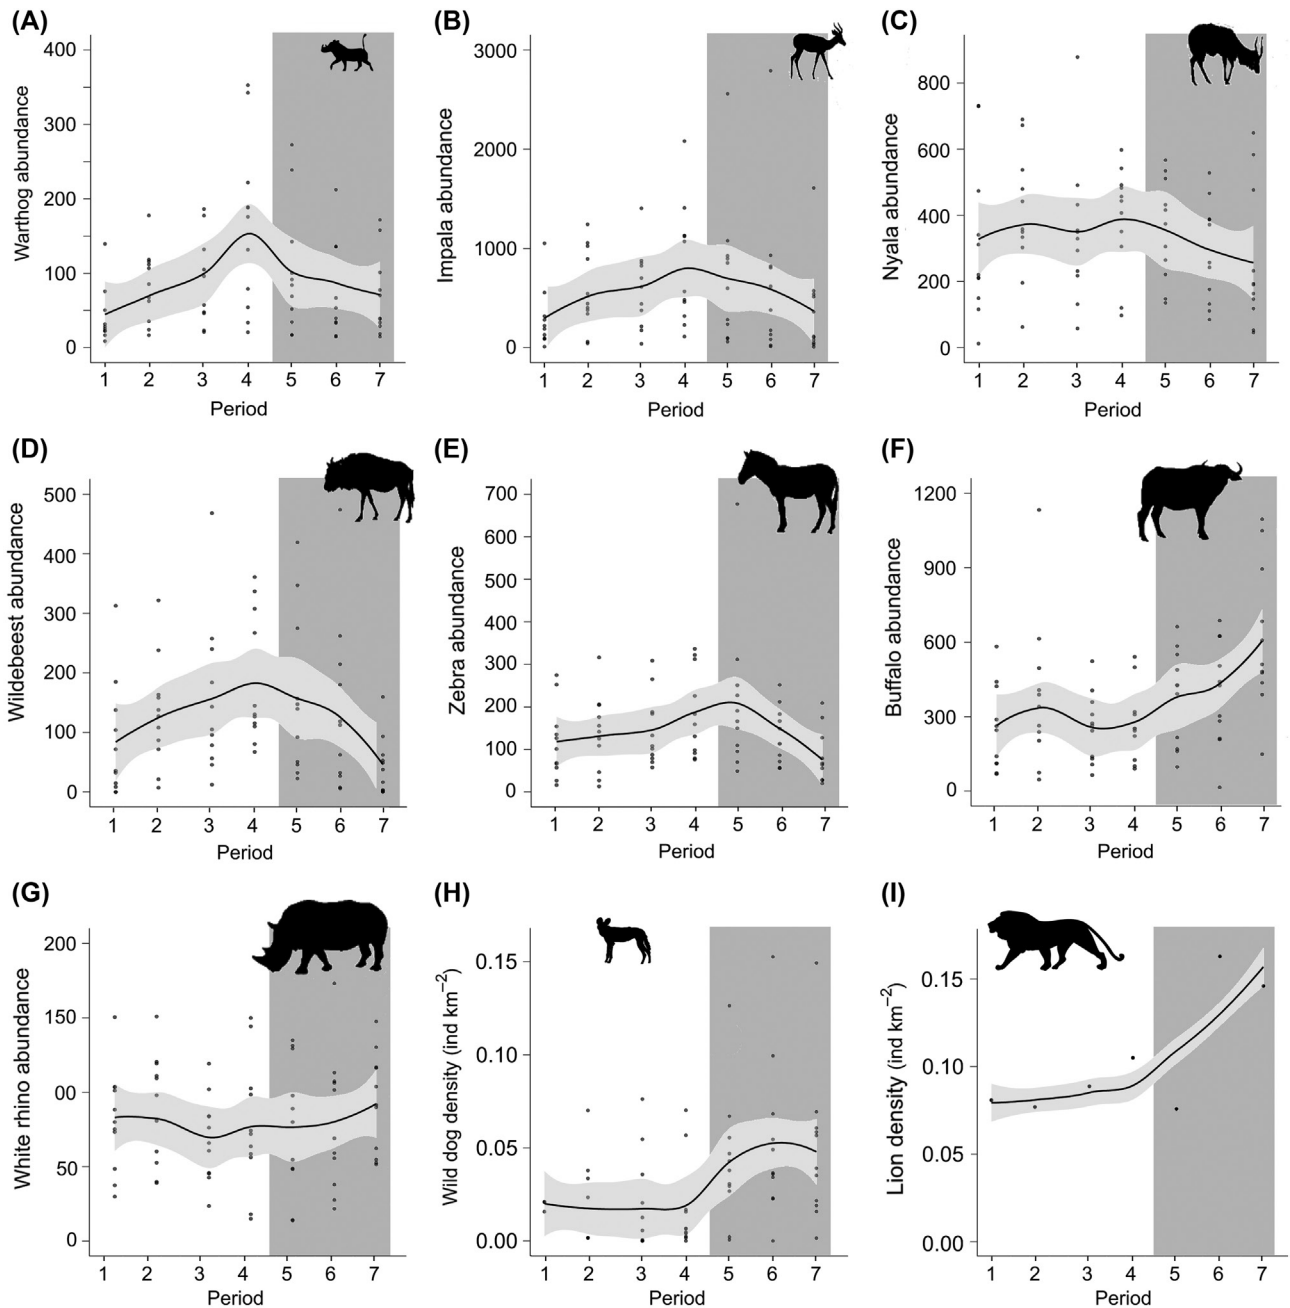 (A)
Warthog abundance
400
300
200
100
0
1 2 3 4 5 6 7
Period
(B)
Impala abundance
3000
2000
1000
0
1 2 3 4 5 6 7
Period
(C)
Nyala abundance
800
600
400
200
0
1 2 3 4 5 6 7
Period
(D)
Wildebeest abundance
500
400
300
200
100
0
1 2 3 4 5 6 7
Period
(E)
Zebra abundance
700
600
500
400
300
200
100
0
1 2 3 4 5 6 7
Period
(F)
Buffalo abundance
1200
900
600
300
0
1 2 3 4 5 6 7
Period
(G)
White rhino abundance
200
150
00
50
0
1 2 3 4 5 6 7
Period
(H)
Wild dog density (ind km⁻²)
0.15
0.10
0.05
0.00
1 2 3 4 5 6 7
Period
(I)
Lion density (ind km⁻²)
0.15
0.10
0.05
0.00
1 2 3 4 5 6 7
Period